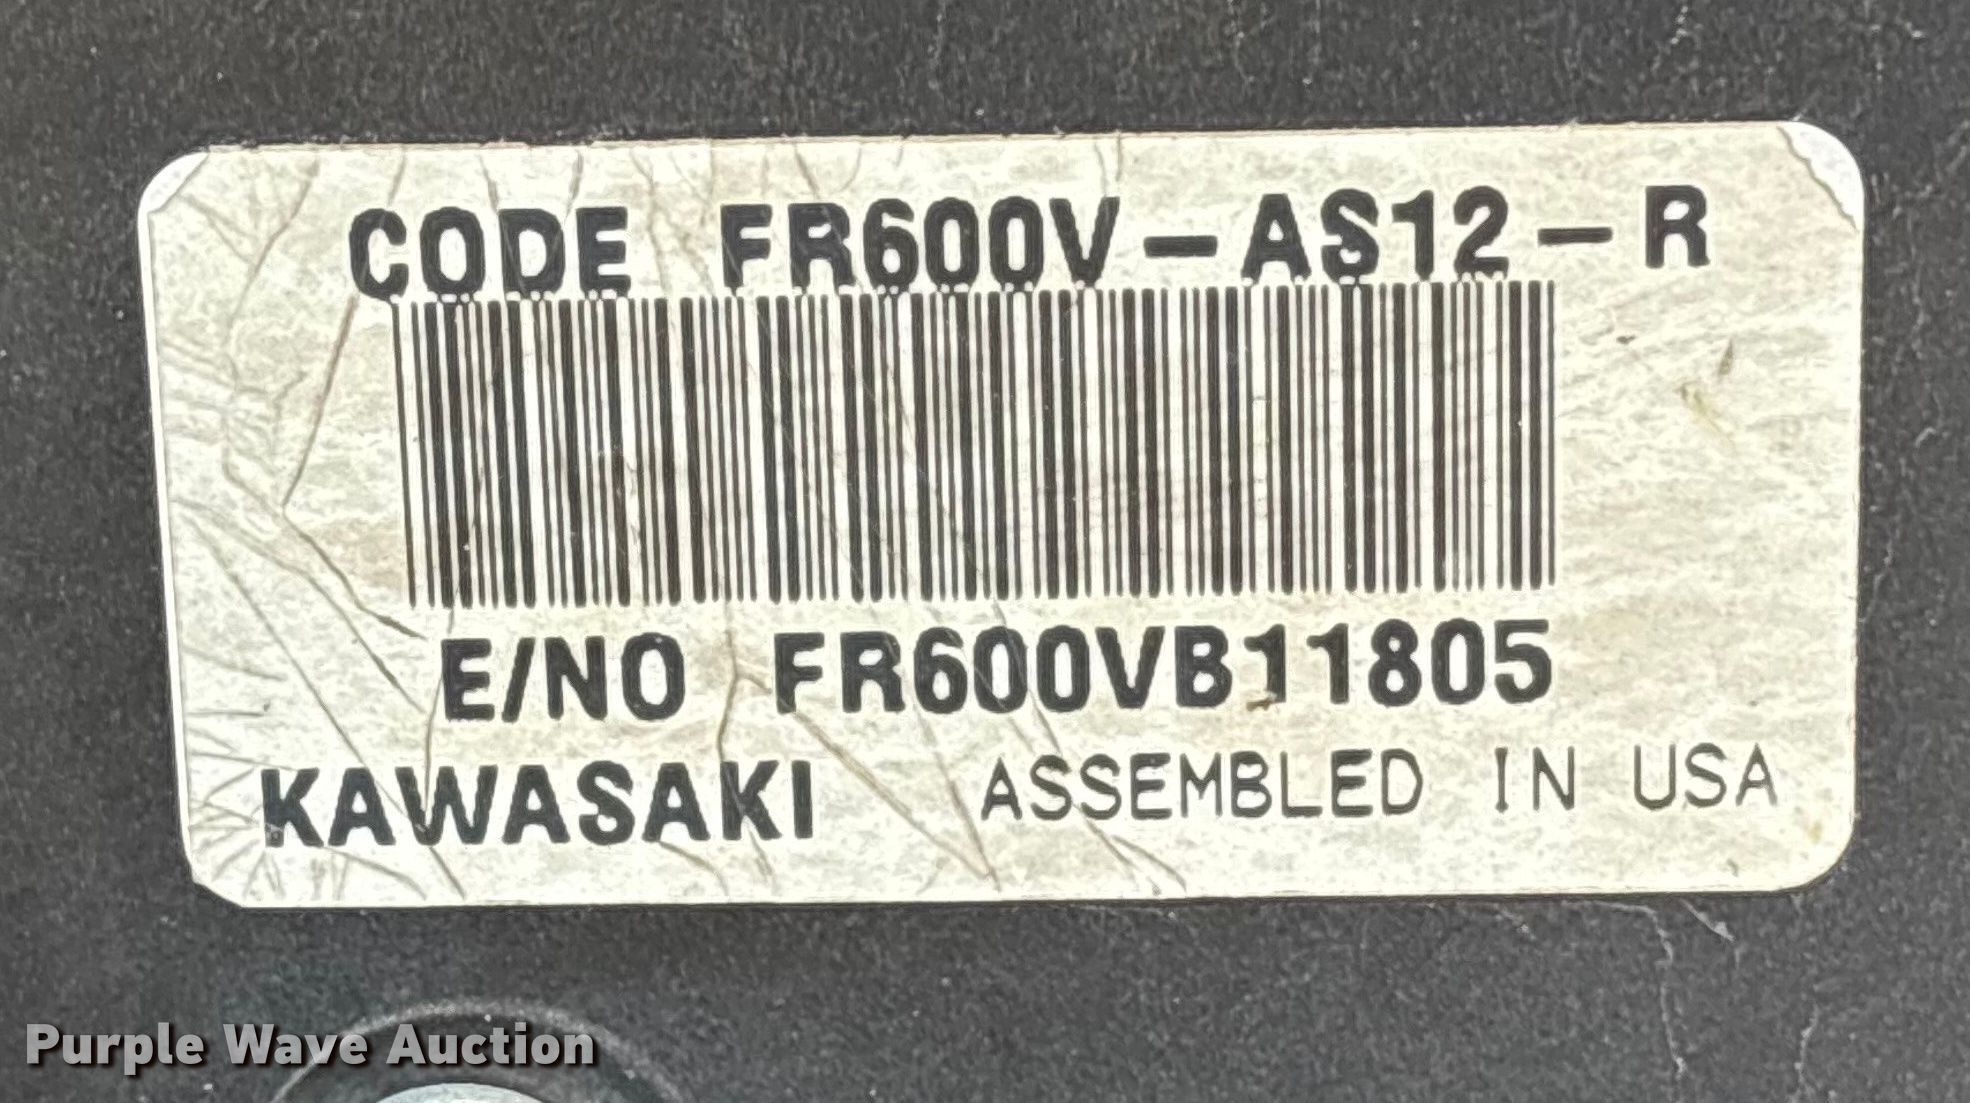 CODE FR600V-AS12-R
E/NO FR600VB11805
KAWASAKI ASSEMBLED IN USA
Purple Wave Auction